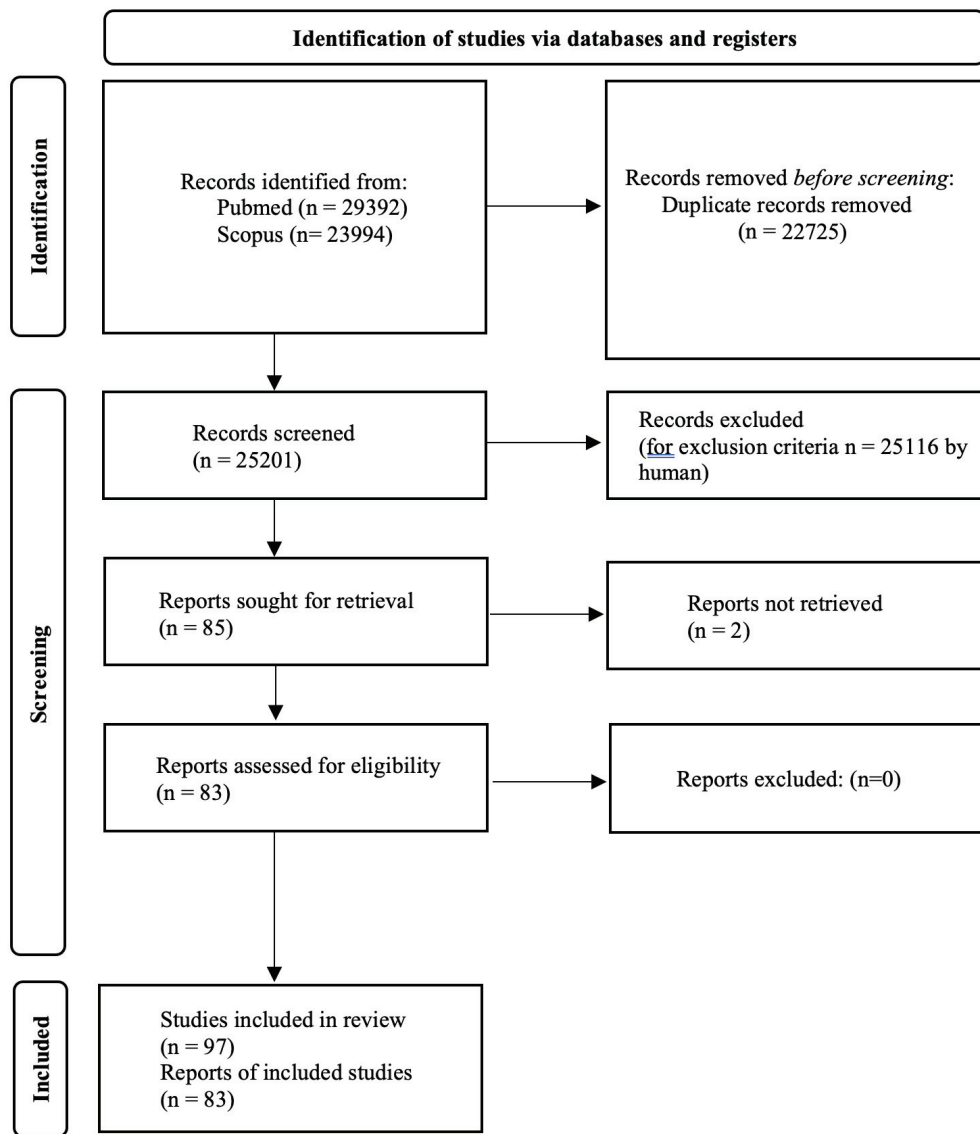 Identification of studies via databases and registers
Identification
Records identified from:
Pubmed (n = 29392)
Scopus (n= 23994)
Records removed before screening:
Duplicate records removed
(n = 22725)
Screening
Records screened
(n = 25201)
Records excluded
(for exclusion criteria n = 25116 by
human)
Reports sought for retrieval
(n = 85)
Reports not retrieved
(n = 2)
Reports assessed for eligibility
(n = 83)
Reports excluded: (n=0)
Included
Studies included in review
(n = 97)
Reports of included studies
(n = 83)